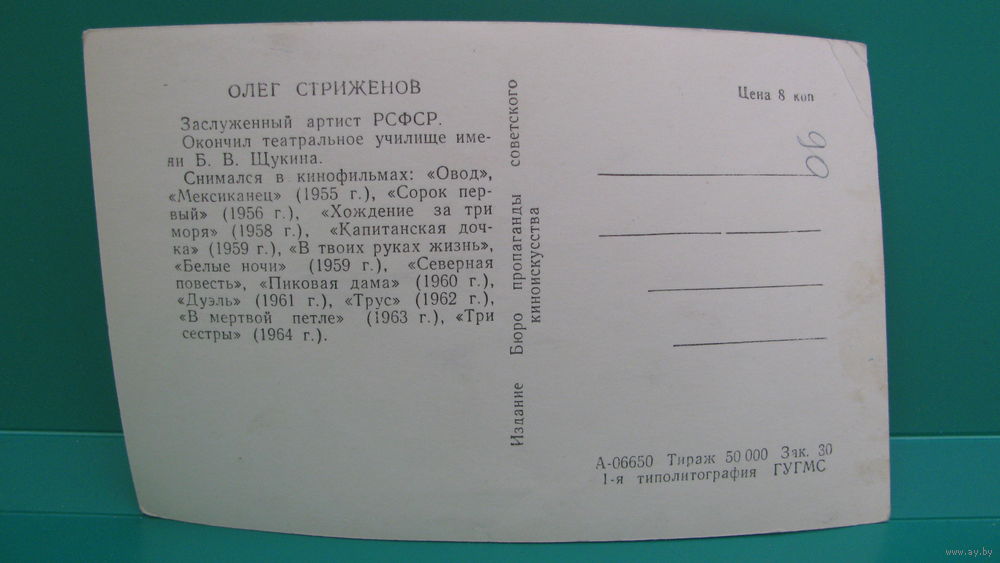 ОЛЕГ СТРИЖЕНОВ
Заслуженный артист РСФСР.
Окончил театральное училище име-
ни Б. В. Щукина.
Снимался в кинофильмах: «Овод»,
«Мексиканец» (1955 г.), «Сорок пер-
вый» (1956 г.), «Хождение за три
моря» (1958 г.), «Капитанская доч-
ка» (1959 г.), «В твоих руках жизнь»,
«Белые ночи» (1959 г.), «Северная
повесть», «Пиковая дама» (1960 г.),
«Дуэль» (1961 г.), «Трус» (1962 г.),
«В мертвой петле» (1963 г.), «Три
сестры» (1964 г.).
Издание Бюро пропаганды советского
киноискусства
Цена 8 коп
90
А-06650 Тираж 50 000 Зак. 30
1-я типолитография ГУГМС
www.ay.by